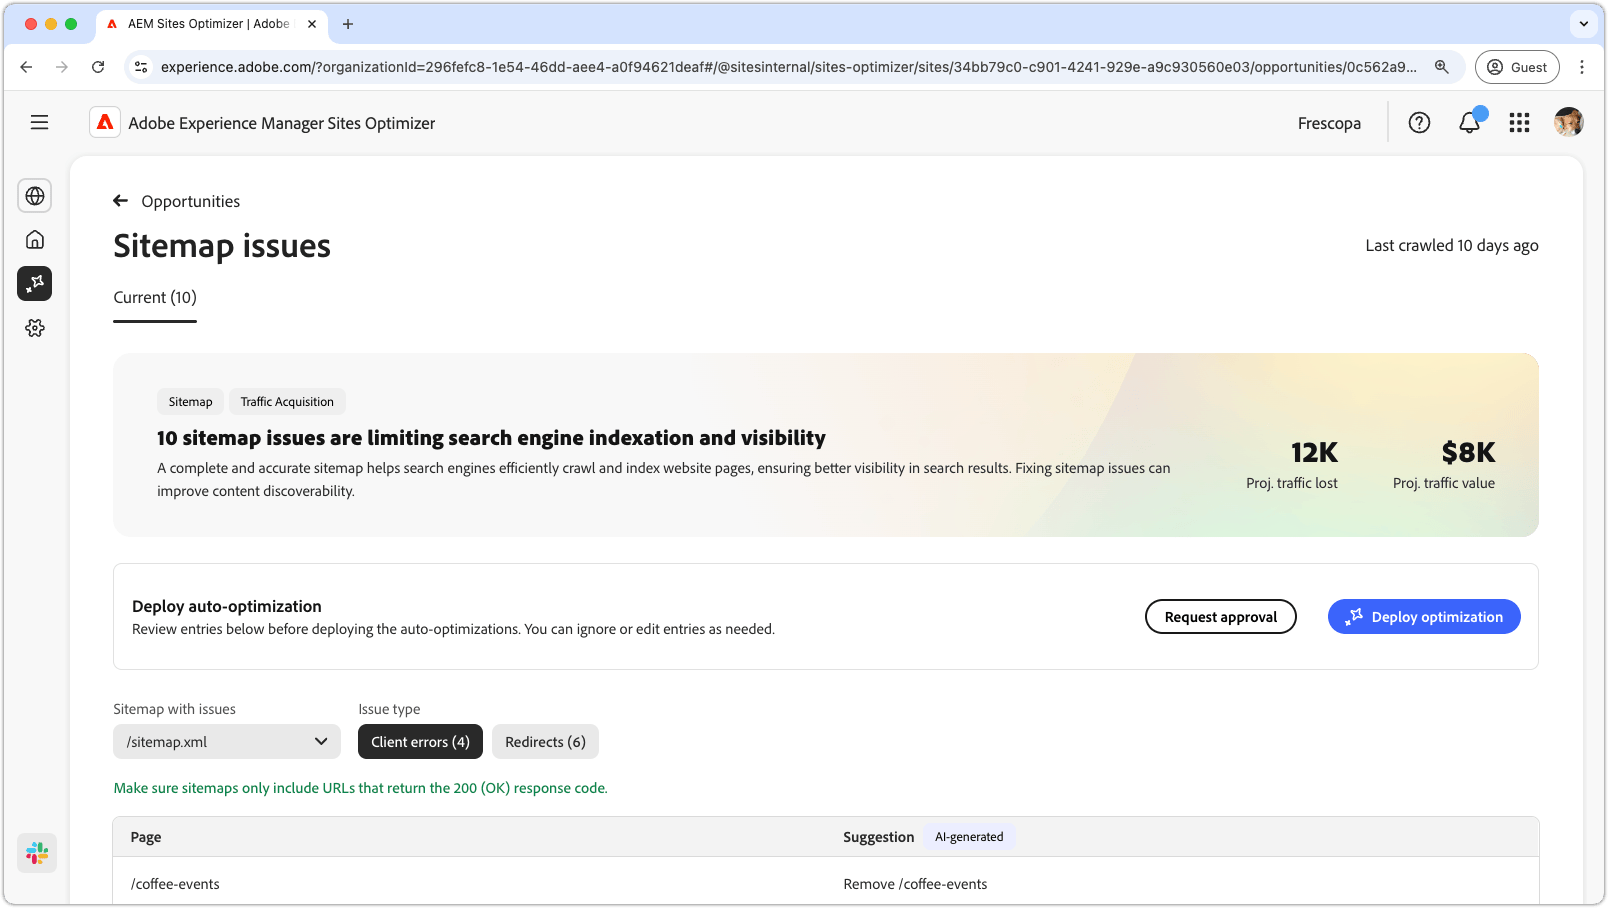 AEM Sites Optimizer | Adobe
experience.adobe.com/?organizationId=296fefc8-1e54-46dd-aee4-a0f94621deaf#/@sitesinternal/sites-optimizer/sites/34bb79c0-c901-4241-929e-a9c930560e03/opportunities/0c562a9...
Guest
Adobe Experience Manager Sites Optimizer
Frescopa
Opportunities
Sitemap issues
Last crawled 10 days ago
Current (10)
Sitemap
Traffic Acquisition
10 sitemap issues are limiting search engine indexation and visibility
A complete and accurate sitemap helps search engines efficiently crawl and index website pages, ensuring better visibility in search results. Fixing sitemap issues can
improve content discoverability.
12K
Proj. traffic lost
$8K
Proj. traffic value
Deploy auto-optimization
Review entries below before deploying the auto-optimizations. You can ignore or edit entries as needed.
Request approval
Deploy optimization
Sitemap with issues
Issue type
/sitemap.xml
Client errors (4)
Redirects (6)
Make sure sitemaps only include URLs that return the 200 (OK) response code.
Page
Suggestion
AI-generated
/coffee-events
Remove /coffee-events